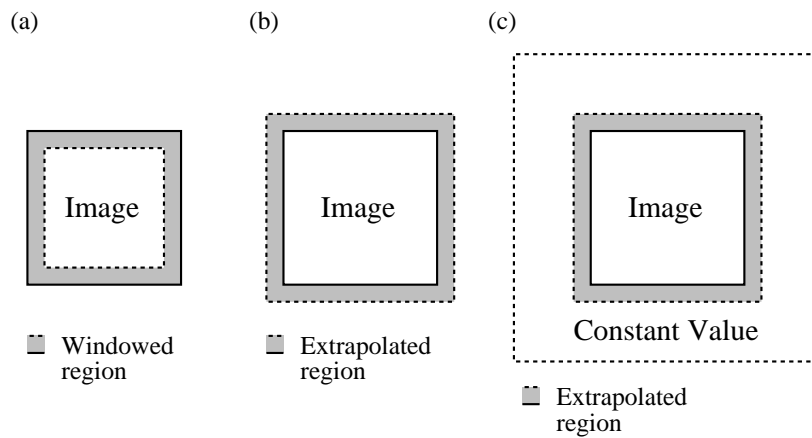 (a)
(b)
(c)
Image
Image
Image
Constant Value
Windowed
region
Extrapolated
region
Extrapolated
region